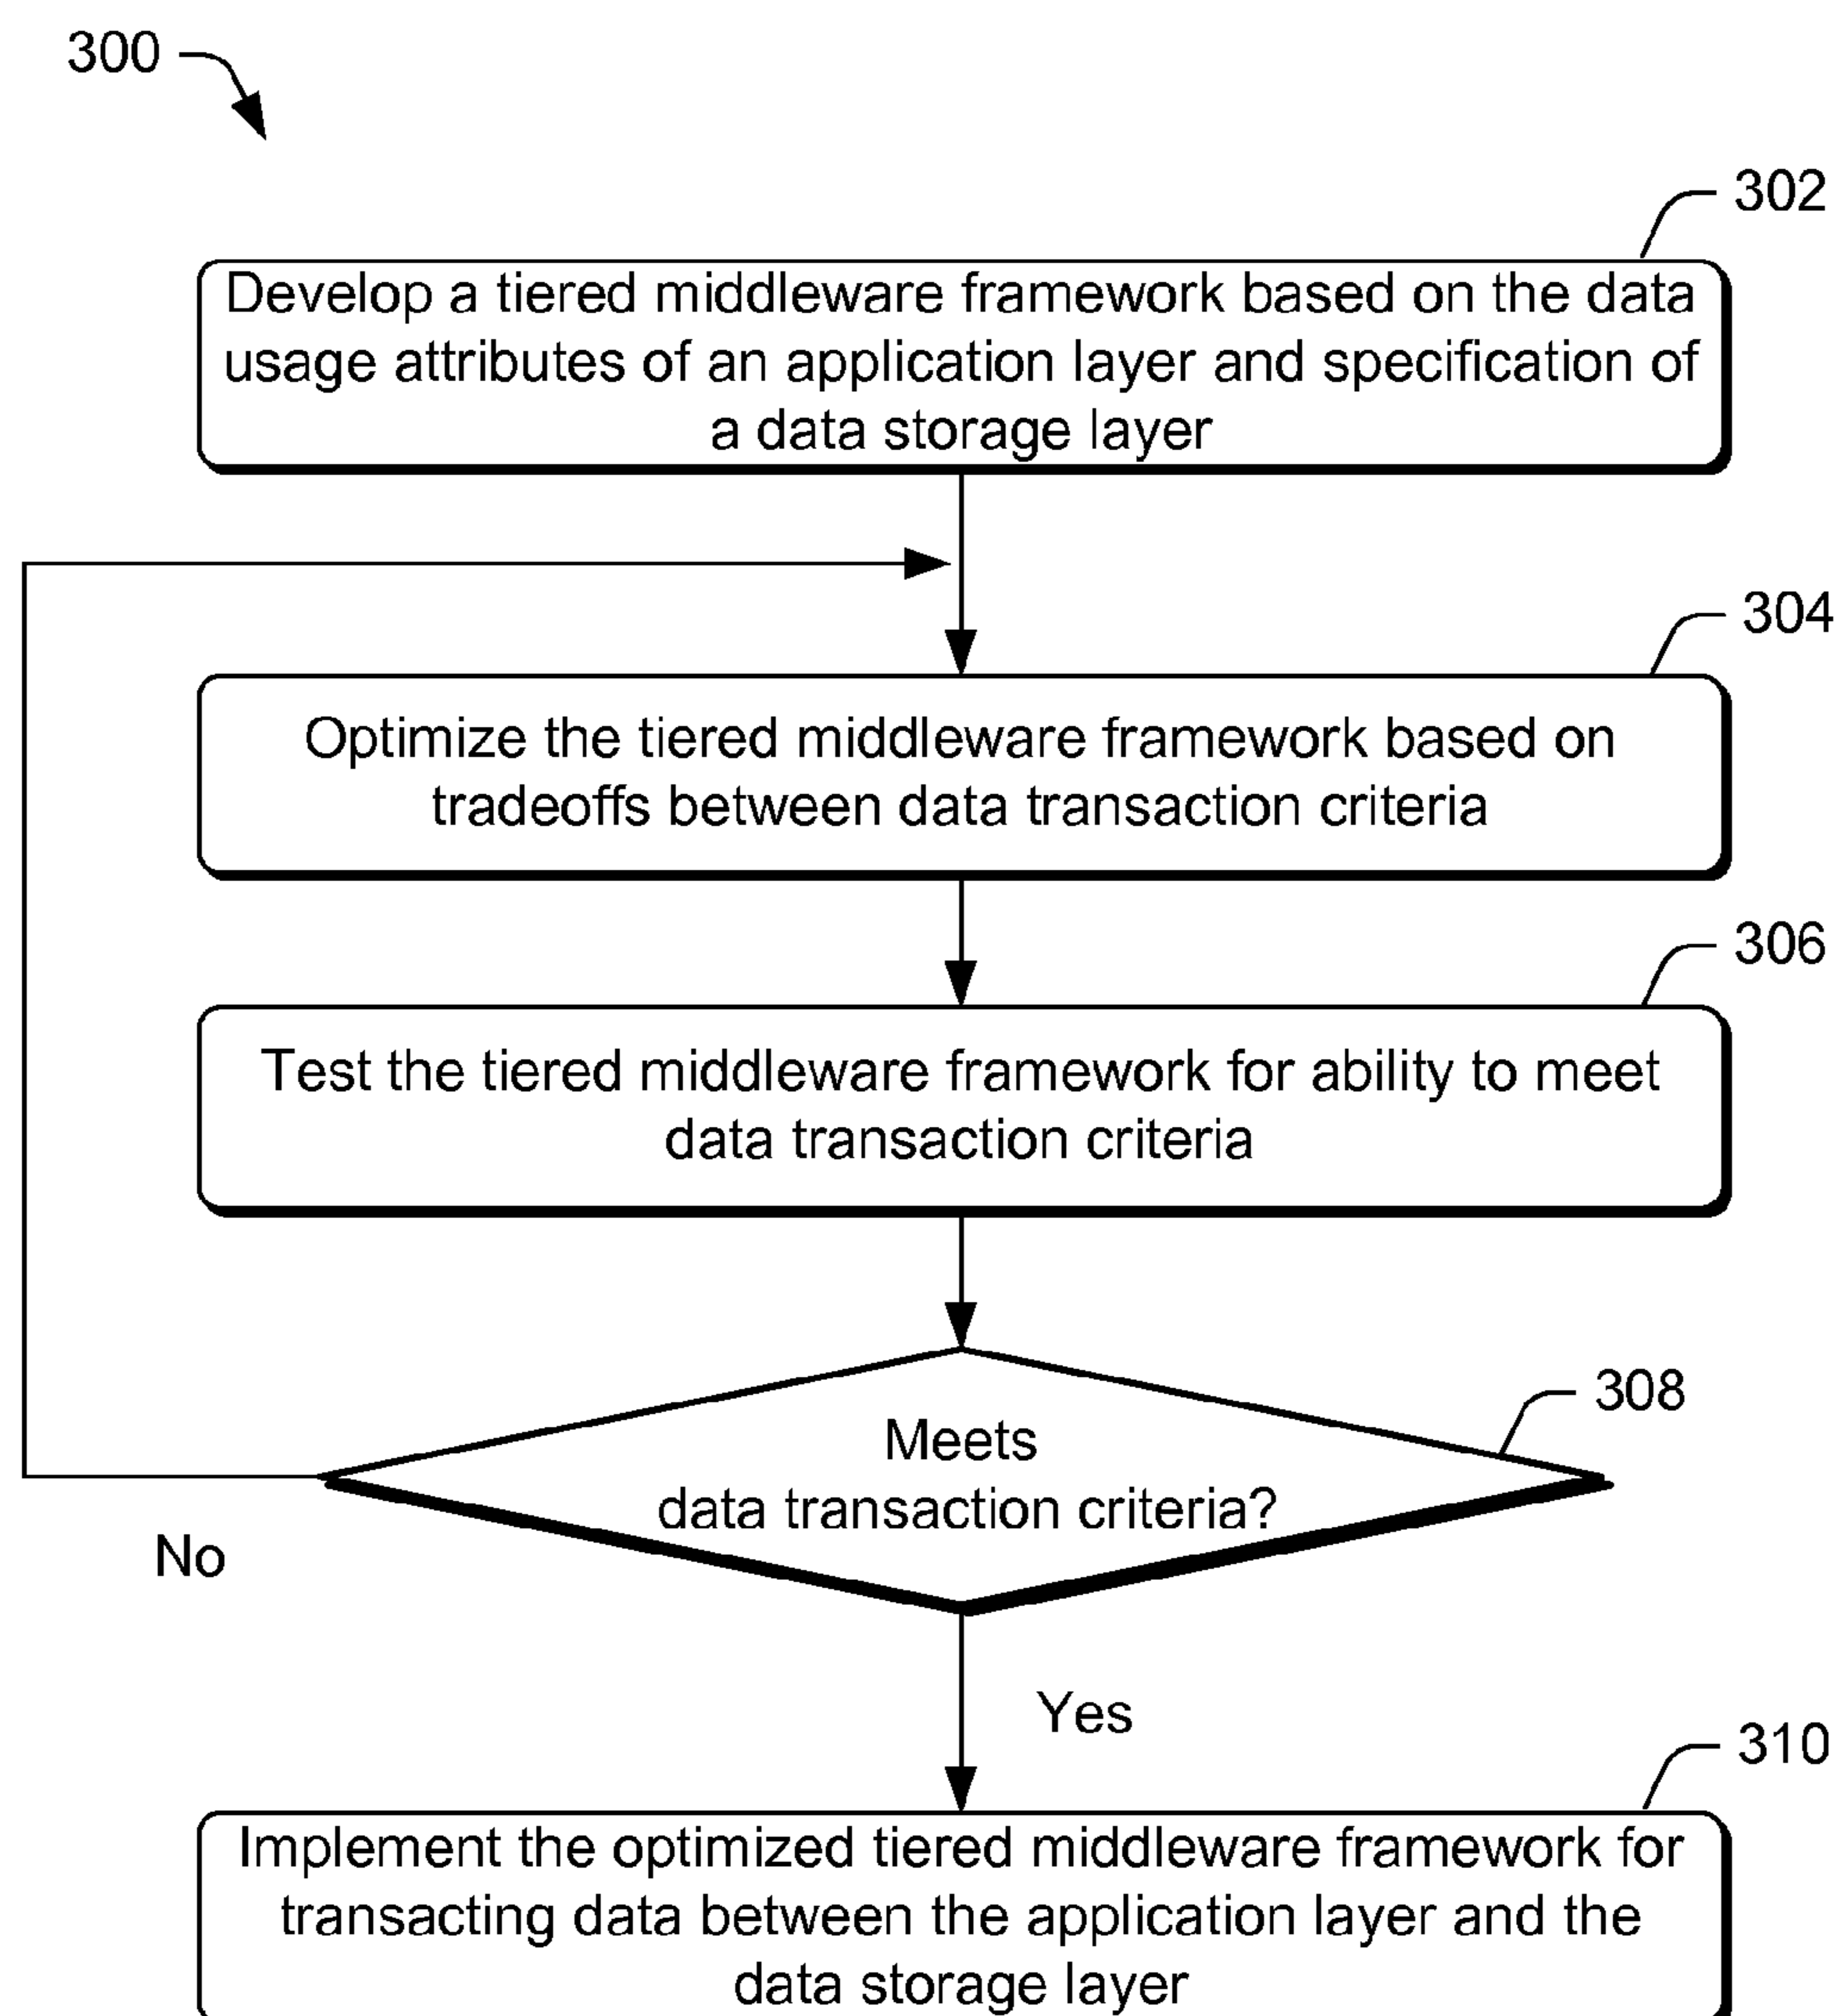 300
302
Develop a tiered middleware framework based on the data
usage attributes of an application layer and specification of
a data storage layer
304
Optimize the tiered middleware framework based on
tradeoffs between data transaction criteria
306
Test the tiered middleware framework for ability to meet
data transaction criteria
308
Meets
data transaction criteria?
No
Yes
310
Implement the optimized tiered middleware framework for
transacting data between the application layer and the
data storage layer